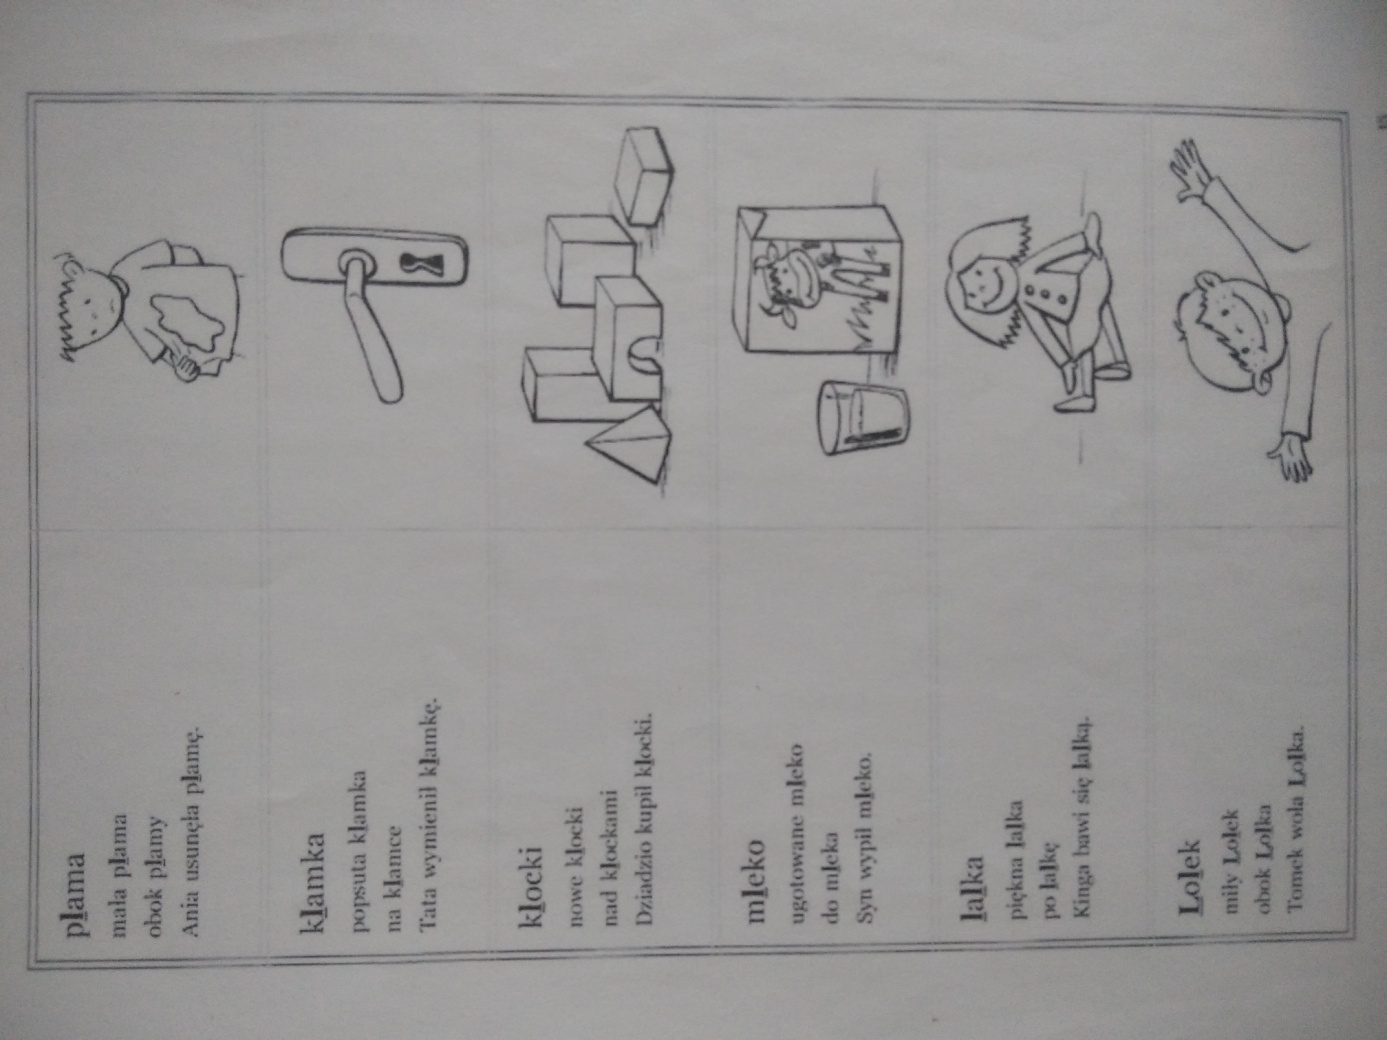 plama
mała plama
obok plamy
Ania usunęła plamę.
klamka
popsuta klamka
na klamce
Tata wymienił klamkę.
klocki
nowe klocki
nad klockami
Dziadzio kupił klocki.
mleko
ugotowane mleko
do mleka
Syn wypił mleko.
lalka
piękna lalka
po lalkę
Kinga bawi się lalką.
Lolek
miły Lolek
obok Lolka
Tomek woła Lolka.